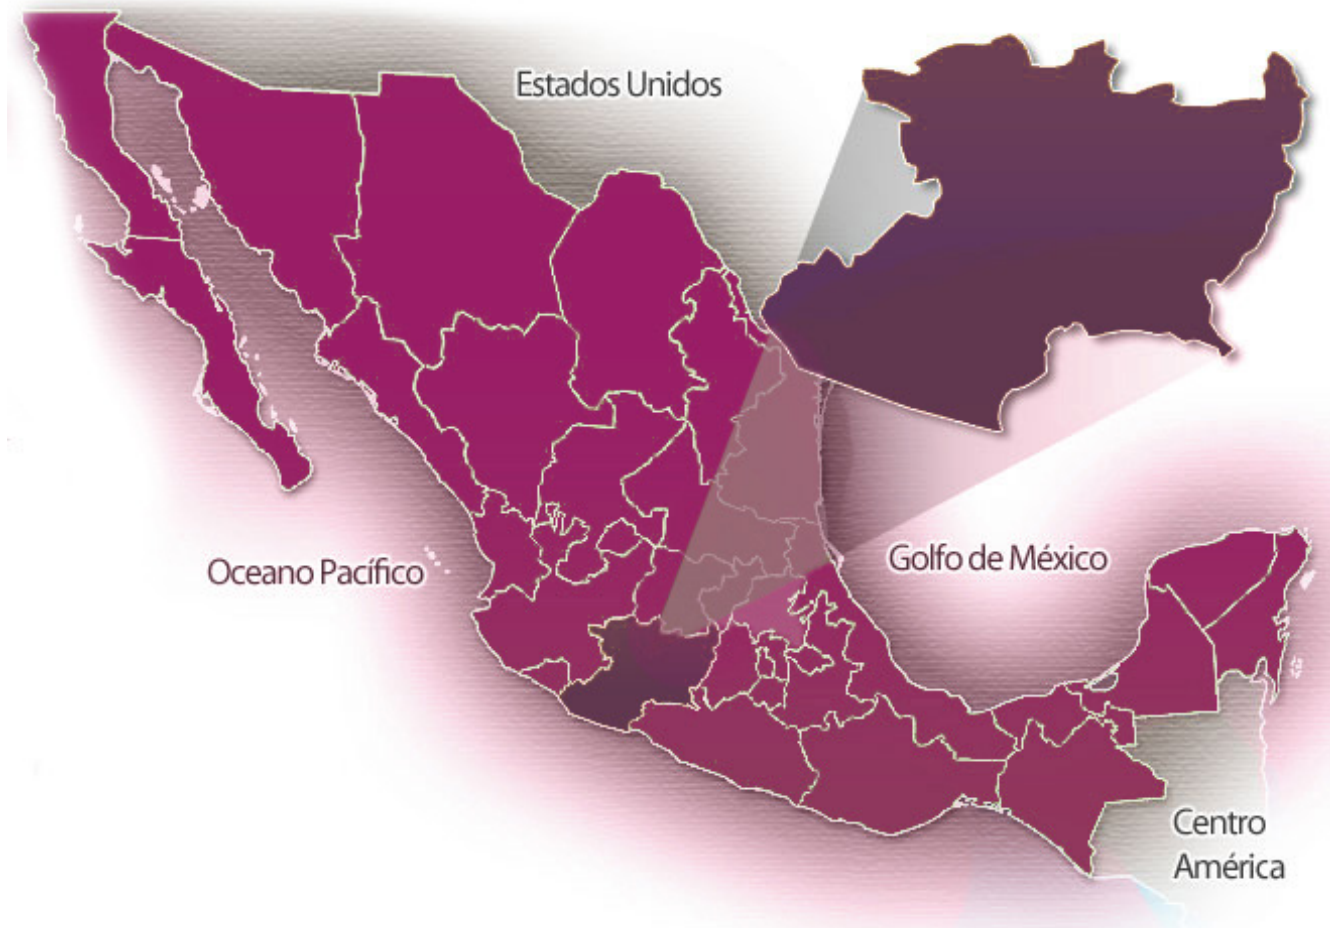 Estados Unidos
Oceano Pacífico
Golfo de México
Centro
América